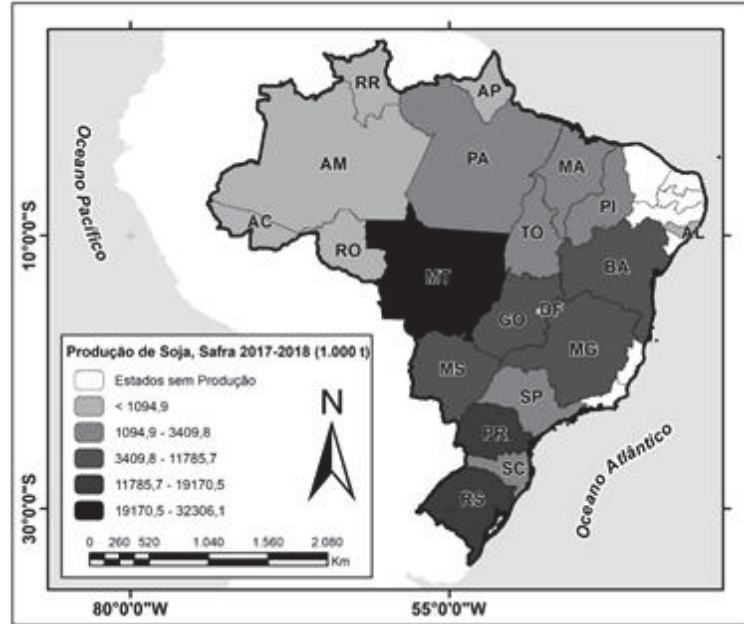 RR
AP
AM
PA
MA
PI
AC
RO
TO
AL
MT
BA
GO
DF
MG
MS
SP
PR
SC
RS
Oceano Pacífico
Oceano Atlântico
10°0'0"S
30°0'0"S
80°0'0"W
55°0'0"W
Produção de Soja, Safra 2017-2018 (1.000 t)
Estados sem Produção
< 1094,9
1094,9 - 3409,8
3409,8 - 11785,7
11785,7 - 19170,5
19170,5 - 32306,1
N
0 260 520 1.040 1.560 2.080
Km